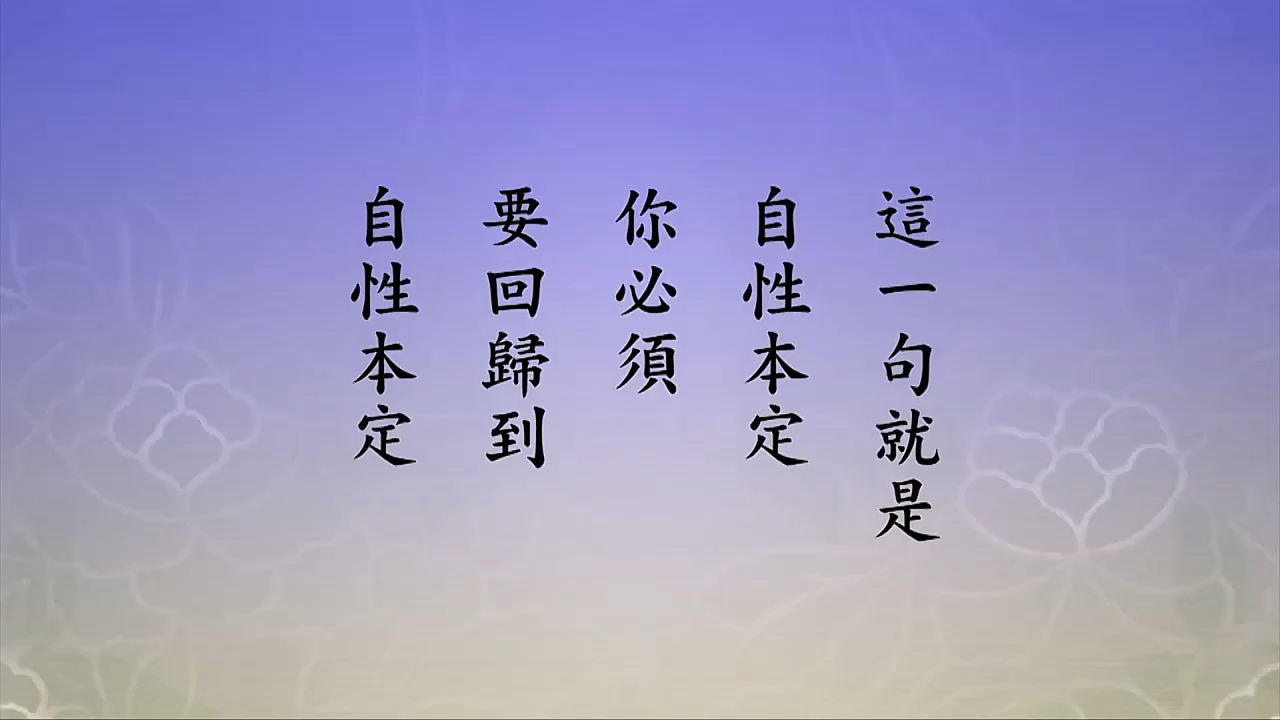 這一句就是
自性本定
你必須
要回歸到
自性本定